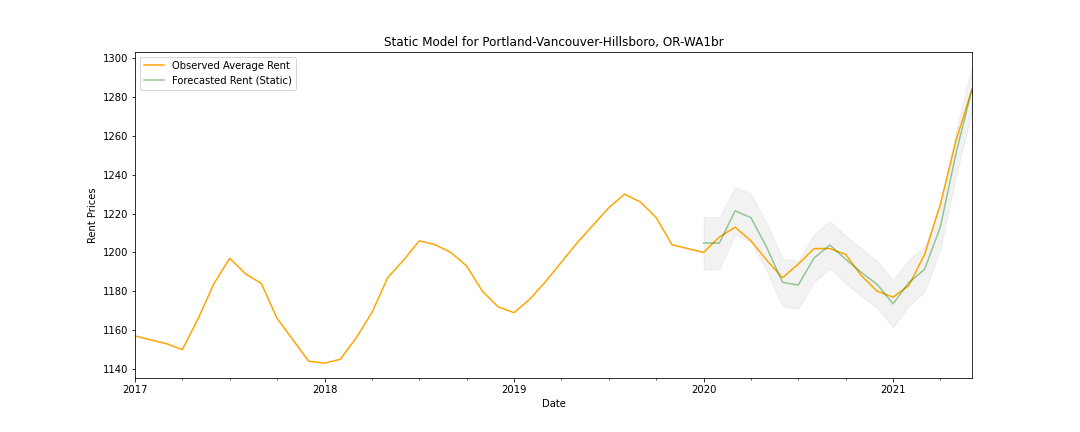 Static Model for Portland-Vancouver-Hillsboro, OR-WA1br
Observed Average Rent
Forecasted Rent (Static)
Rent Prices
1300
1280
1260
1240
1220
1200
1180
1160
1140
2017 2018 2019 2020 2021
Date